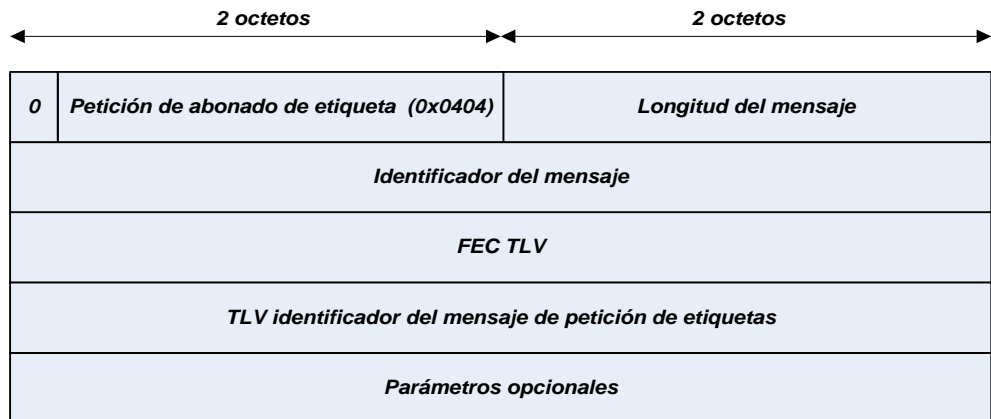 2 octetos 2 octetos
0 Petición de abonado de etiqueta (0x0404) Longitud del mensaje
Identificador del mensaje
FEC TLV
TLV identificador del mensaje de petición de etiquetas
Parámetros opcionales